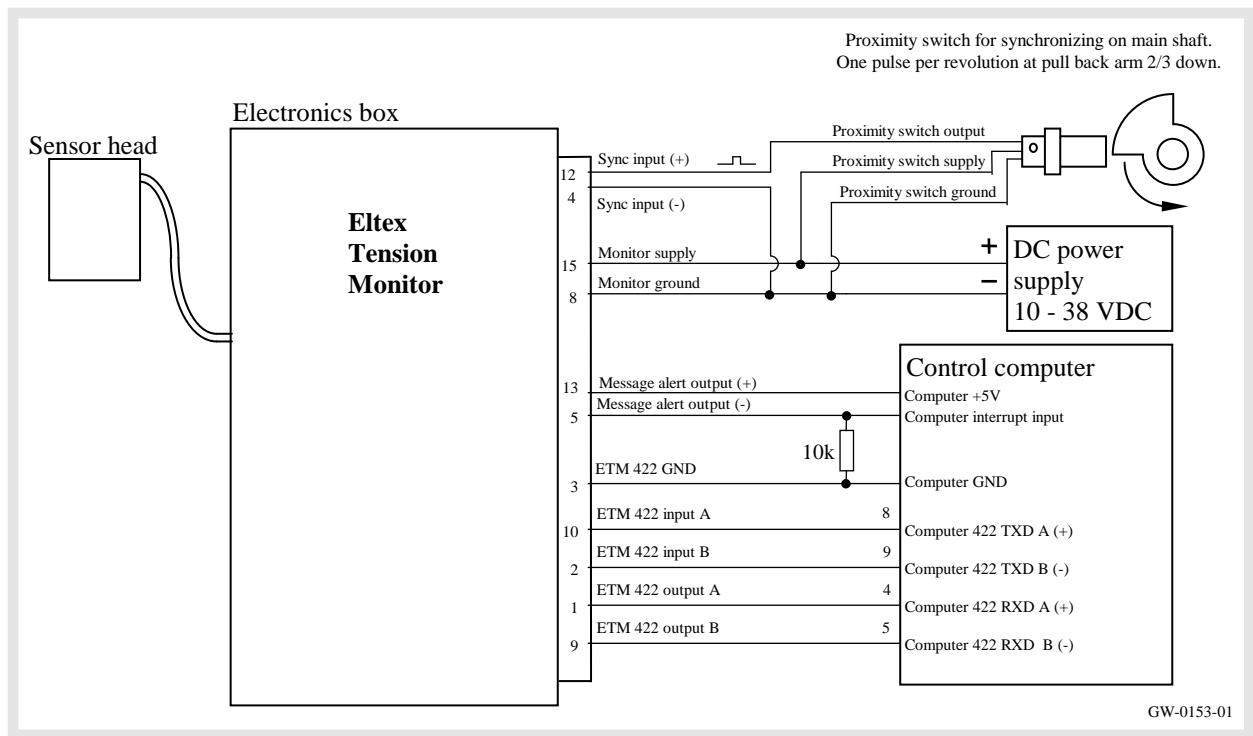 Proximity switch for synchronizing on main shaft.
One pulse per revolution at pull back arm 2/3 down.
Electronics box
Sensor head
Eltex
Tension
Monitor
12
Sync input (+)
4
Sync input (-)
15
Monitor supply
8
Monitor ground
Proximity switch output
Proximity switch supply
Proximity switch ground
+
−
DC power
supply
10 - 38 VDC
Control computer
13
Message alert output (+)
Computer +5V
5
Message alert output (-)
Computer interrupt input
10k
3
ETM 422 GND
Computer GND
10
ETM 422 input A
8
Computer 422 TXD A (+)
2
ETM 422 input B
9
Computer 422 TXD B (-)
1
ETM 422 output A
4
Computer 422 RXD A (+)
9
ETM 422 output B
5
Computer 422 RXD B (-)
GW-0153-01